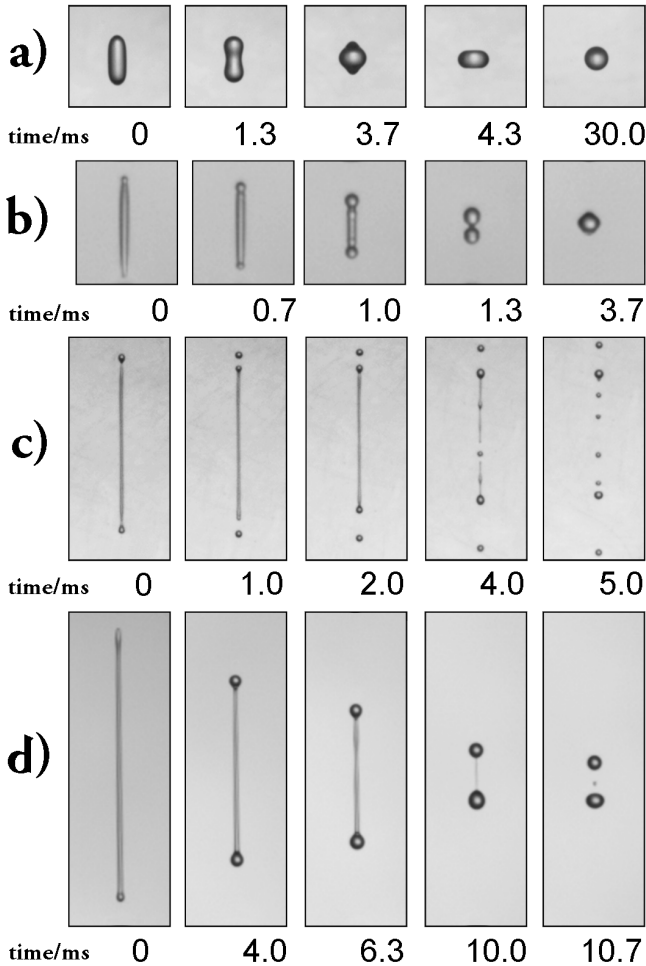 a)
time/ms 0 1.3 3.7 4.3 30.0
b)
time/ms 0 0.7 1.0 1.3 3.7
c)
time/ms 0 1.0 2.0 4.0 5.0
d)
time/ms 0 4.0 6.3 10.0 10.7